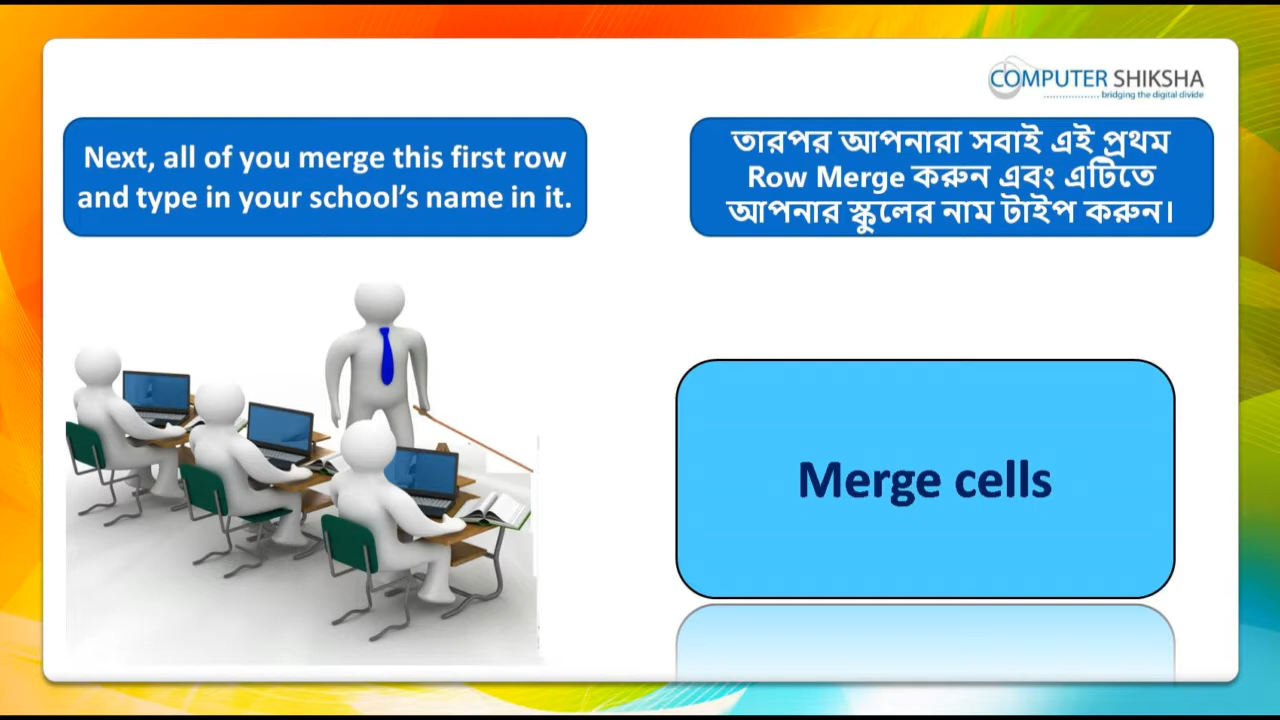 COMPUTER SHIKSHA
bridging the digital divide
Next, all of you merge this first row
and type in your school’s name in it.
তারপর আপনারা সবাই এই প্রথম
Row Merge করুন এবং এটিতে
আপনার স্কুলের নাম টাইপ করুন।
Merge cells